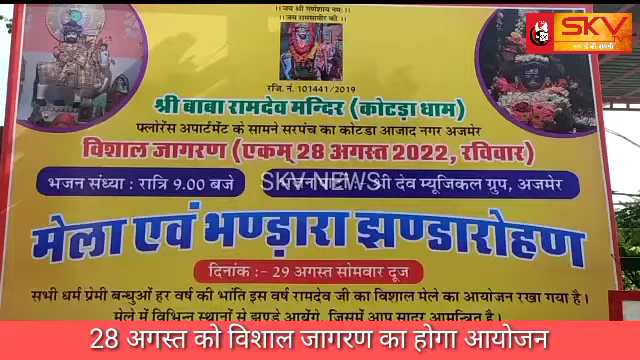 ।। जय श्री गणेशाय नमः ।।
।। जय रामसापीर की ।।
SKV
TV
रजि. नं. 101441/2019
श्री बाबा रामदेव मन्दिर (कोटड़ा धाम)
फ्लोरेंस अपार्टमेंट के सामने सरपंच का कोटडा आजाद नगर अजमेर
विशाल जागरण (एकम् 28 अगस्त 2022, रविवार)
भजन संध्या : रात्रि 9.00 बजे
भजन पार्टी :- श्री देव म्यूजिकल ग्रुप, अजमेर
SKV NEWS
मेला एवं भण्ड़ारा झण्डारोहण
दिनांक :- 29 अगस्त सोमवार दूज
सभी धर्म प्रेमी बन्धुओं हर वर्ष की भांति इस वर्ष रामदेव जी का विशाल मेले का आयोजन रखा गया है।
मेले में विभिन्न स्थानों से झण्डे आयेंगे, जिसमें आप सादर आमन्त्रित है।
28 अगस्त को विशाल जागरण का होगा आयोजन